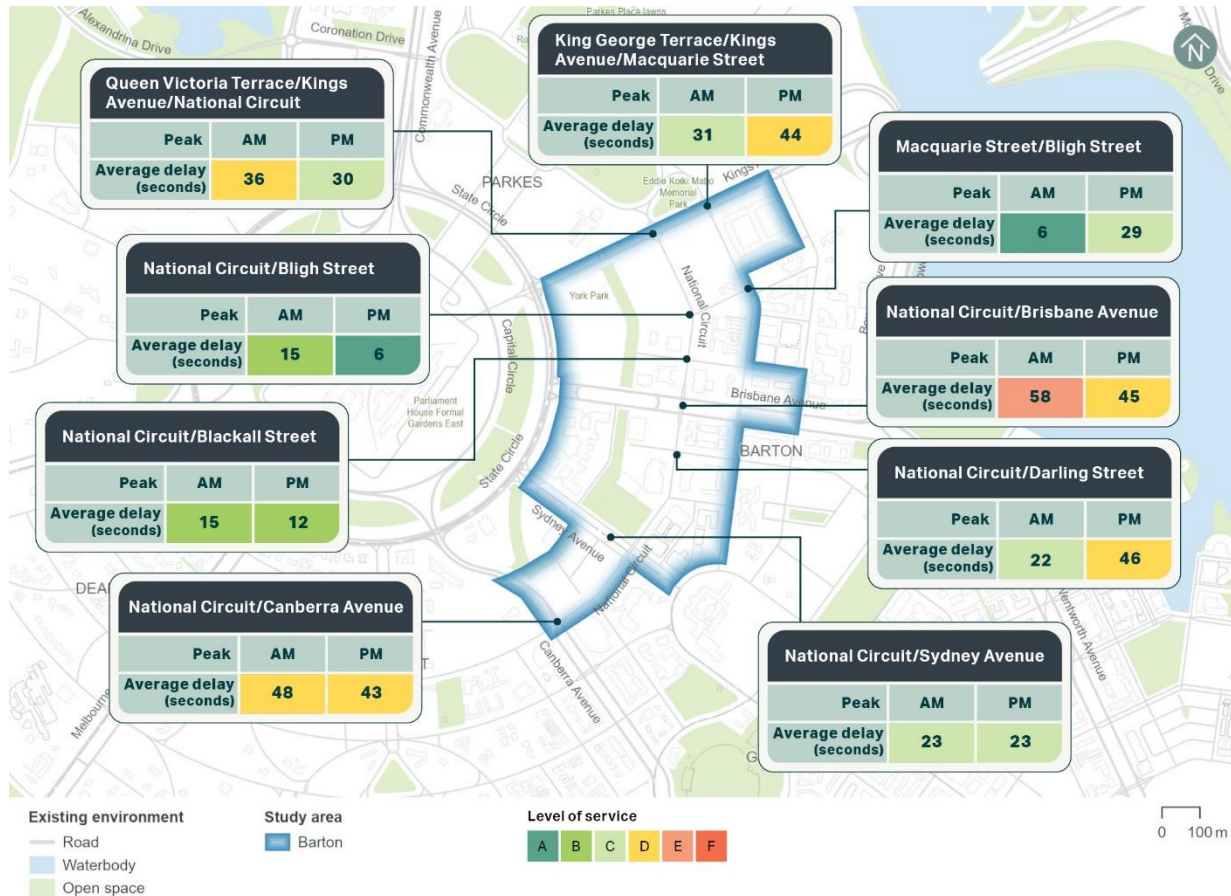 Parkes Place lawns
Alexandrina Drive
Coronation Drive
Commonwealth Avenue
N
Queen Victoria Terrace/Kings
Avenue/National Circuit
Peak AM PM
Average delay
(seconds) 36 30
King George Terrace/Kings
Avenue/Macquarie Street
Peak AM PM
Average delay
(seconds) 31 44
Macquarie Street/Bligh Street
Peak AM PM
Average delay
(seconds) 6 29
PARKES
State Circle
Eddie Koiki Mabo
Memorial
Park
National Circuit/Bligh Street
Peak AM PM
Average delay
(seconds) 15 6
York Park
National Circuit
National Circuit/Brisbane Avenue
Peak AM PM
Average delay
(seconds) 58 45
Capital Circle
Parliament
House Formal
Gardens East
Brisbane Avenue
National Circuit/Blackall Street
Peak AM PM
Average delay
(seconds) 15 12
State Circle
BARTON
National Circuit/Darling Street
Peak AM PM
Average delay
(seconds) 22 46
Sydney Avenue
National Circuit
National Circuit/Canberra Avenue
Peak AM PM
Average delay
(seconds) 48 43
Canberra Avenue
Wentworth Avenue
National Circuit/Sydney Avenue
Peak AM PM
Average delay
(seconds) 23 23
Existing environment
Road
Waterbody
Open space
Study area
Barton
Level of service
A B C D E F
0 100 m